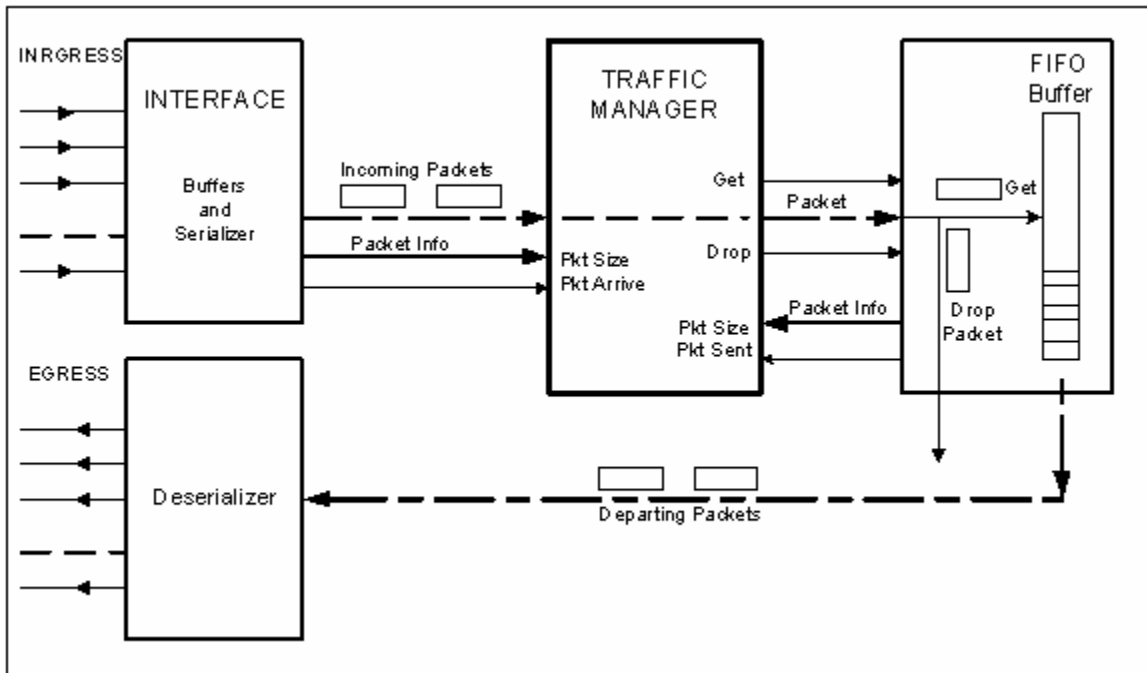 INRGRESS
INTERFACE
Buffers
and
Serializer
Incoming Packets
Packet Info
TRAFFIC
MANAGER
Get
Drop
Pkt Size
Pkt Arrive
Pkt Size
Pkt Sent
Packet
Packet Info
FIFO
Buffer
Get
Drop
Packet
EGRESS
Deserializer
Departing Packets